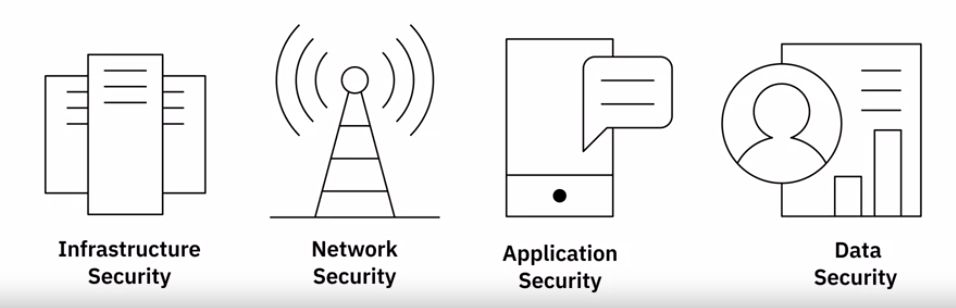 Infrastructure
Security
Network
Security
Application
Security
Data
Security